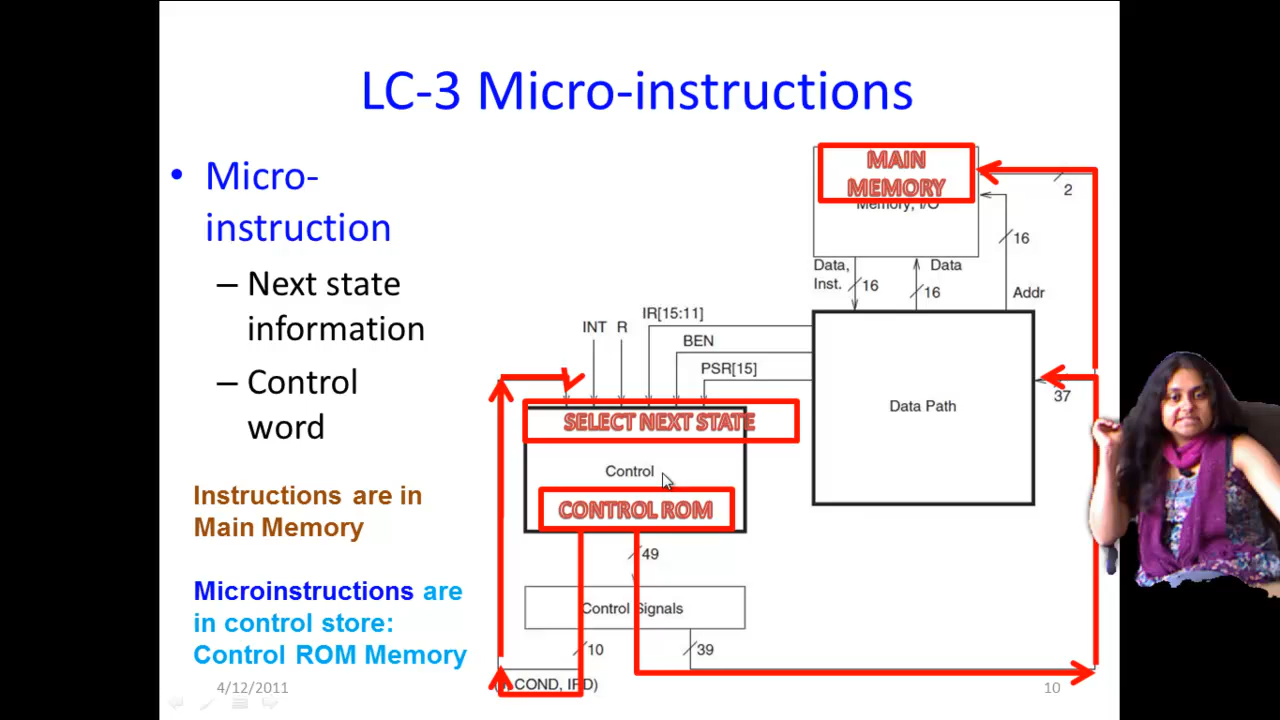 LC-3 Micro-instructions
• Micro-
instruction
– Next state
information
– Control
word
Instructions are in
Main Memory
Microinstructions are
in control store:
Control ROM Memory
4/12/2011
MAIN
MEMORY
Memory, I/O
2
16
Data,
Inst.
16
Data
16
Addr
IR[15:11]
INT R
BEN
PSR[15]
37
Data Path
SELECT NEXT STATE
Control
CONTROL ROM
49
Control Signals
10
39
COND, IRD)
10